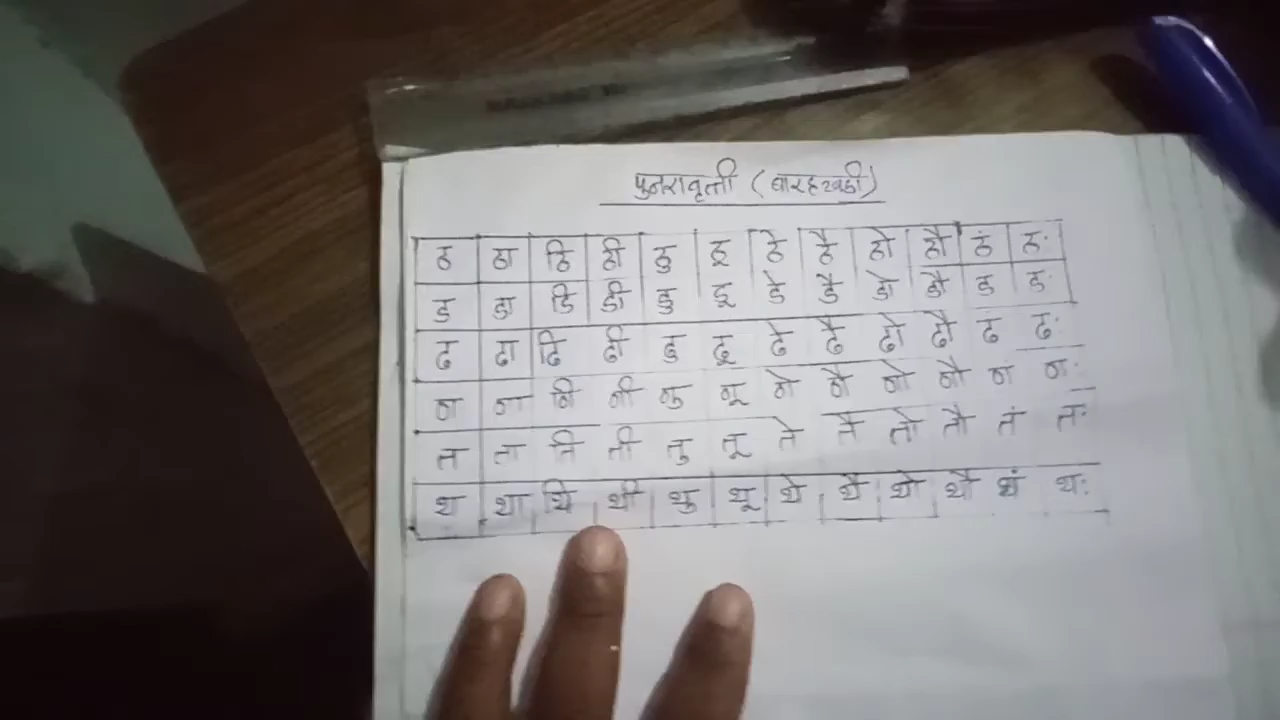 पुनरावृत्ती (बारहखडी)
ठ ठा ठि ठी ठु ठू ठे ठै ठो ठौ ठं ठः
ड डा डि डी डु डू डे डै डो डौ डं डः
ढ ढा ढि ढी ढु ढू ढे ढै ढो ढौ ढं ढः
ण णा णि णी णु णू णे णै णो णौ णं णः
त ता ति ती तु तू ते तै तो तौ तं तः
थ था थि थी थु थू थे थै थो थौ थं थः